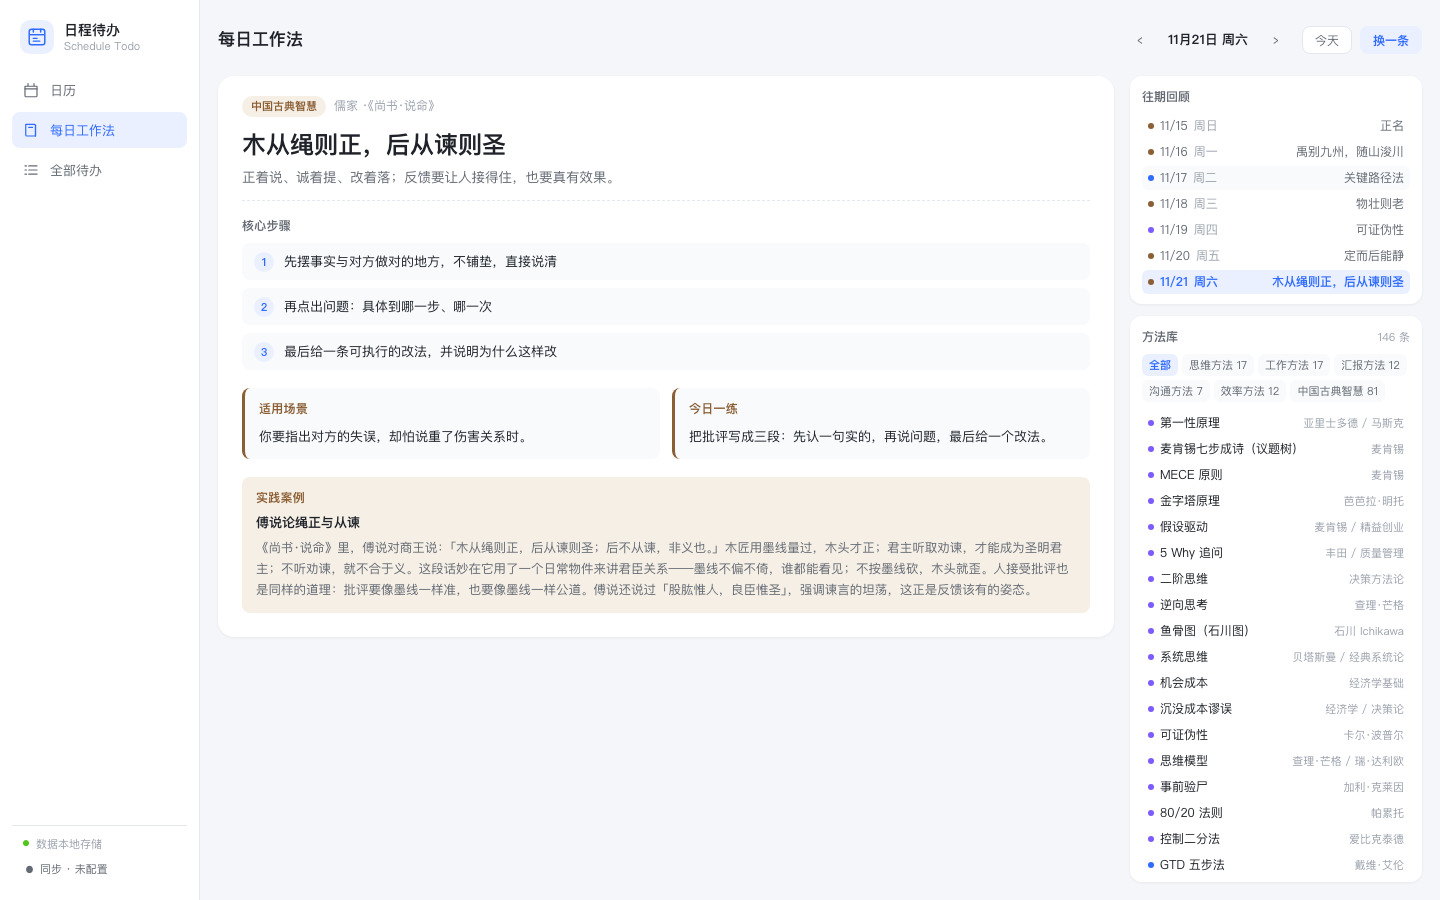 日程待办
Schedule Todo
日历
每日工作法
全部待办
数据本地存储
同步 · 未配置
每日工作法
11月21日 周六
今天
换一条
中国古典智慧 儒家 ·《尚书·说命》
木从绳则正，后从谏则圣
正着说、诚着提、改着落；反馈要让人接得住，也要真有效果。
核心步骤
1 先摆事实与对方做对的地方，不铺垫，直接说清
2 再点出问题：具体到哪一步、哪一次
3 最后给一条可执行的改法，并说明为什么这样改
适用场景
你要指出对方的失误，却怕说重了伤害关系时。
今日一练
把批评写成三段：先认一句实的，再说问题，最后给一个改法。
实践案例
傅说论绳正与从谏
《尚书·说命》里，傅说对商王说：「木从绳则正，后从谏则圣；后不从谏，非义也。」木匠用墨线量过，木头才正；君主听取劝谏，才能成为圣明君
主；不听劝谏，就不合于义。这段话妙在它用了一个日常物件来讲君臣关系——墨线不偏不倚，谁都能看见；不按墨线砍，木头就歪。人接受批评也
是同样的道理：批评要像墨线一样准，也要像墨线一样公道。傅说还说过「股肱惟人，良臣惟圣」，强调谏言的坦荡，这正是反馈该有的姿态。
往期回顾
11/15 周日 正名
11/16 周一 禹别九州，随山浚川
11/17 周二 关键路径法
11/18 周三 物壮则老
11/19 周四 可证伪性
11/20 周五 定而后能静
11/21 周六 木从绳则正，后从谏则圣
方法库 146 条
全部 思维方法 17 工作方法 17 汇报方法 12
沟通方法 7 效率方法 12 中国古典智慧 81
第一性原理 亚里士多德 / 马斯克
麦肯锡七步成诗（议题树） 麦肯锡
MECE 原则 麦肯锡
金字塔原理 芭芭拉·明托
假设驱动 麦肯锡 / 精益创业
5 Why 追问 丰田 / 质量管理
二阶思维 决策方法论
逆向思考 查理·芒格
鱼骨图（石川图） 石川 Ichikawa
系统思维 贝塔斯曼 / 经典系统论
机会成本 经济学基础
沉没成本谬误 经济学 / 决策论
可证伪性 卡尔·波普尔
思维模型 查理·芒格 / 瑞·达利欧
事前验尸 加利·克莱因
80/20 法则 帕累托
控制二分法 爱比克泰德
GTD 五步法 戴维·艾伦